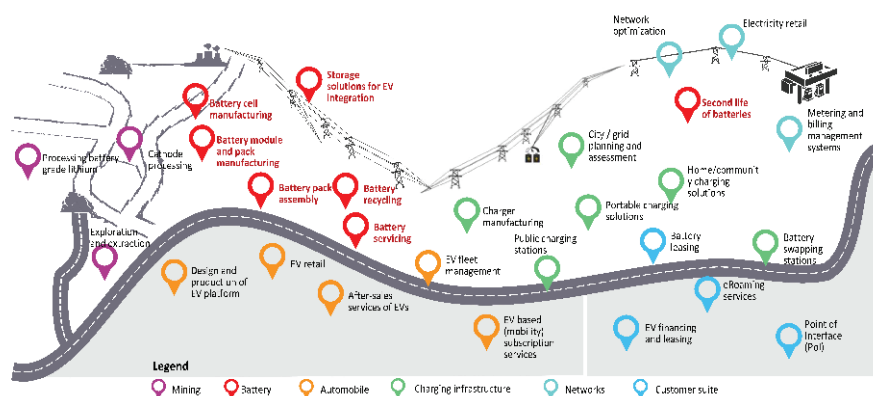 Network
optimization
Electricity retail
Storage
solutions for EV
Integration
Battery cell
manufacturing
Second life
of batteries
Metering and
billing
management
systems
Battery module
and pack
manufacturing
City / grid
planning and
assessment
Processing battery
grade lithium
Cathode
processing
Home/communit
y charging
solutions
Battery pack
assembly
Battery
recycling
Charger
manufacturing
Portable charging
solutions
Battery
servicing
Exploration
and extraction
Public charging
stations
Battery
leasing
Battery
swapping
stations
Design and
production of
EV platform
EV retail
EV fleet
management
After-sales
services of EVs
eRoaming
services
EV based
(mobility)
subscription
services
EV financing
and leasing
Point of
Interface
(PoI)
Legend
Mining
Battery
Automobile
Charging infrastructure
Networks
Customer suite